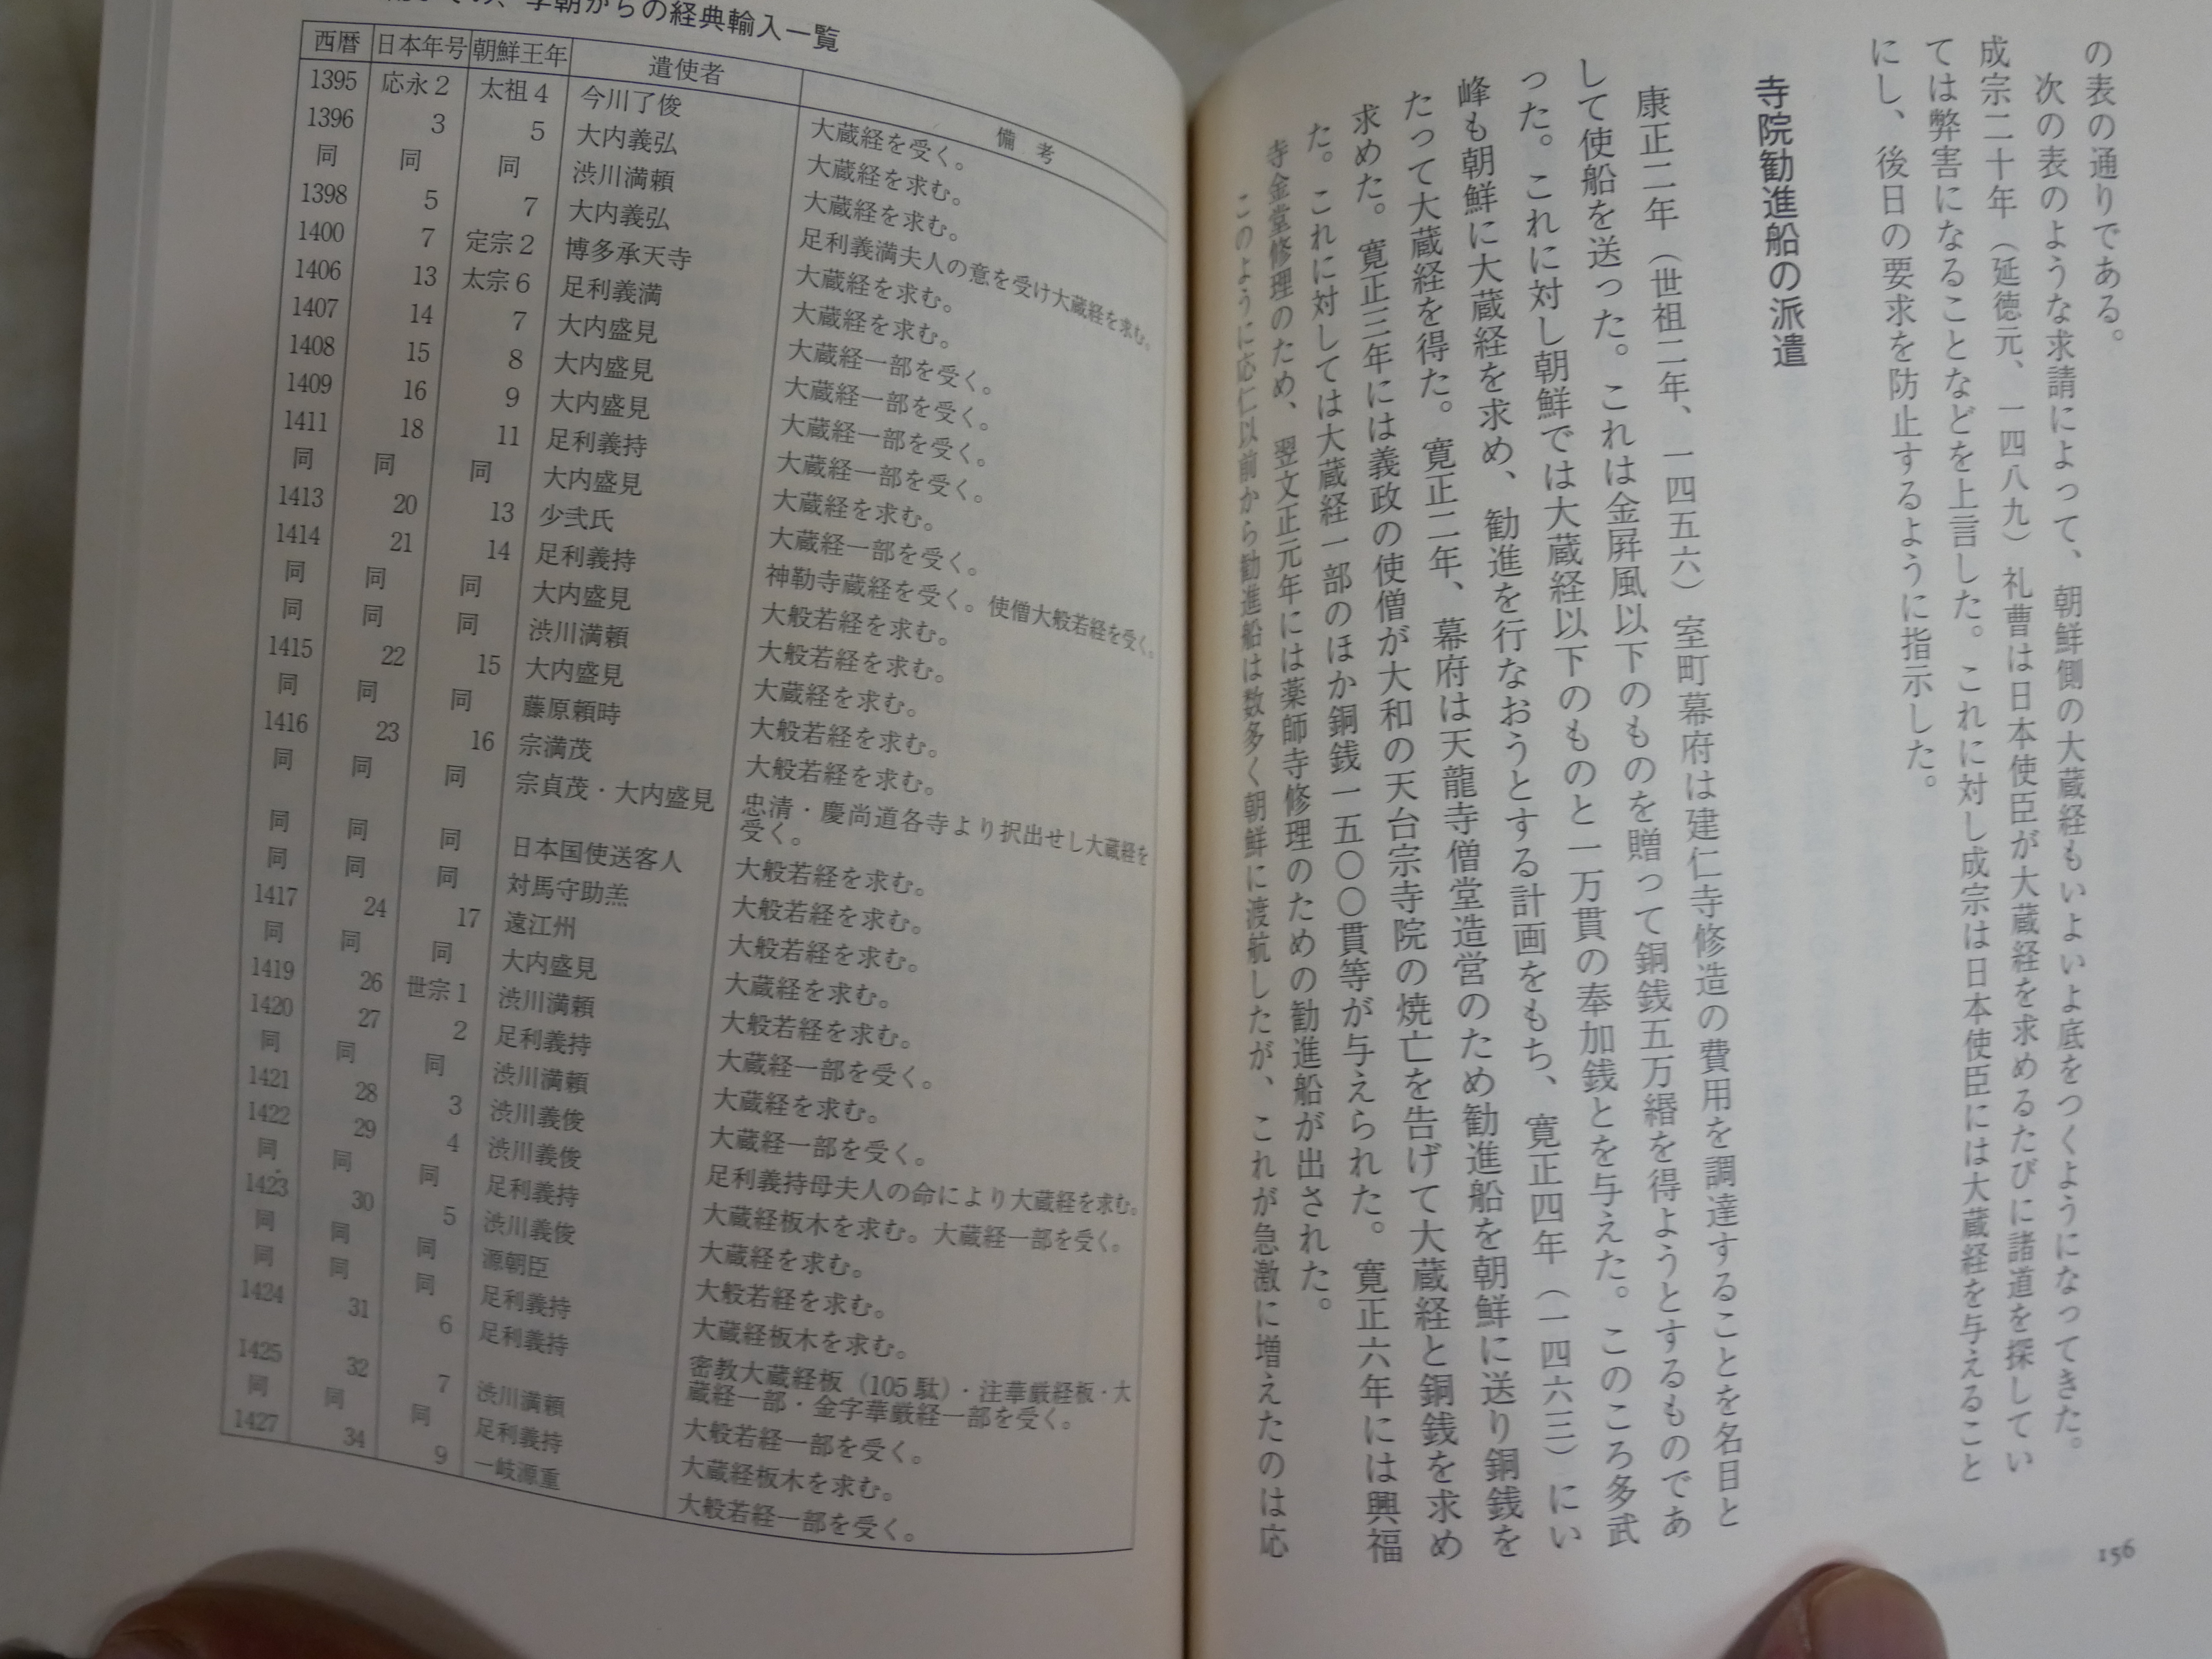 の表の通りである。
次の表のような求請によって、朝鮮側の大蔵経もいよいよ底をつくようになってきた。
成宗二十年（延徳元、一四八九）礼曹は日本使臣が大蔵経を求めるたびに諸道を探してい
ては弊害になることなどを上言した。これに対し成宗は日本使臣には大蔵経を与えること
にし、後日の要求を防止するように指示した。
寺院勧進船の派遣
康正二年（世祖二年、一四五六）室町幕府は建仁寺修造の費用を調達することを名目と
して使船を送った。これは金屛風以下のものを贈って銅銭五万緡を得ようとするものであ
った。これに対し朝鮮では大蔵経以下のものと一万貫の奉加銭とを与えた。このころ多武
峰も朝鮮に大蔵経を求め、勧進を行なおうとする計画をもち、寛正四年（一四六三）にい
たって大蔵経を得た。寛正二年、幕府は天龍寺僧堂造営のため勧進船を朝鮮に送り銅銭を
求めた。寛正三年には義政の使僧が大和の天台宗寺院の焼亡を告げて大蔵経と銅銭を求め
た。これに対しては大蔵経一部のほか銅銭一五〇〇貫等が与えられた。寛正六年には興福
寺金堂修理のため、翌文正元年には薬師寺修理のための勧進船が出された。
このように応仁以前から勧進船は数多く朝鮮に渡航したが、これが急激に増えたのは応
156
李朝からの経典輸入一覧
西暦 日本年号 朝鮮王年 遣使者 備考
1395 応永2 太祖4 今川了俊 大蔵経を受く。
1396 3 5 大内義弘 大蔵経を求む。
同 同 同 渋川満頼 大蔵経を求む。
1398 5 7 大内義弘 足利義満夫人の意を受け大蔵経を求む。
1400 7 定宗2 博多承天寺 大蔵経を求む。
1406 13 太宗6 足利義満 大蔵経を求む。
1407 14 7 大内盛見 大蔵経一部を受く。
1408 15 8 大内盛見 大蔵経一部を受く。
1409 16 9 大内盛見 大蔵経一部を受く。
1411 18 11 足利義持 大蔵経一部を受く。
同 同 同 大内盛見 大蔵経を求む。
1413 20 13 少弐氏 大蔵経一部を受く。
1414 21 14 足利義持 神勒寺蔵経を受く。使僧大般若経を受く。
同 同 同 大内盛見 大般若経を求む。
同 同 同 渋川満頼 大般若経を求む。
1415 22 15 大内盛見 大蔵経を求む。
同 同 同 藤原頼時 大般若経を求む。
1416 23 16 宗満茂 大般若経を求む。
同 同 同 宗貞茂・大内盛見 忠清・慶尚道各寺より択出せし大蔵経を
受く。
同 同 同 日本国使送客人 大般若経を求む。
同 同 同 対馬守助羔 大般若経を求む。
1417 24 17 遠江州 大般若経を求む。
同 同 同 大内盛見 大蔵経を求む。
1419 26 世宗1 渋川満頼 大般若経を求む。
1420 27 2 足利義持 大蔵経一部を受く。
同 同 同 渋川満頼 大蔵経を求む。
1421 28 3 渋川義俊 大蔵経一部を受く。
1422 29 4 渋川義俊 足利義持母夫人の命により大蔵経を求む。
同 同 同 足利義持 大蔵経板木を求む。大蔵経一部を受く。
1423 30 5 渋川義俊 大蔵経を求む。
同 同 同 源朝臣 大般若経を求む。
同 同 同 足利義持 大蔵経板木を求む。
1424 31 6 足利義持 密教大蔵経板（105駄）・注華厳経板・大
蔵経一部・金字華厳経一部を受く。
1425 32 7 渋川満頼 大般若経一部を受く。
同 同 同 足利義持 大蔵経板木を求む。
1427 34 9 一岐源重 大般若経一部を受く。